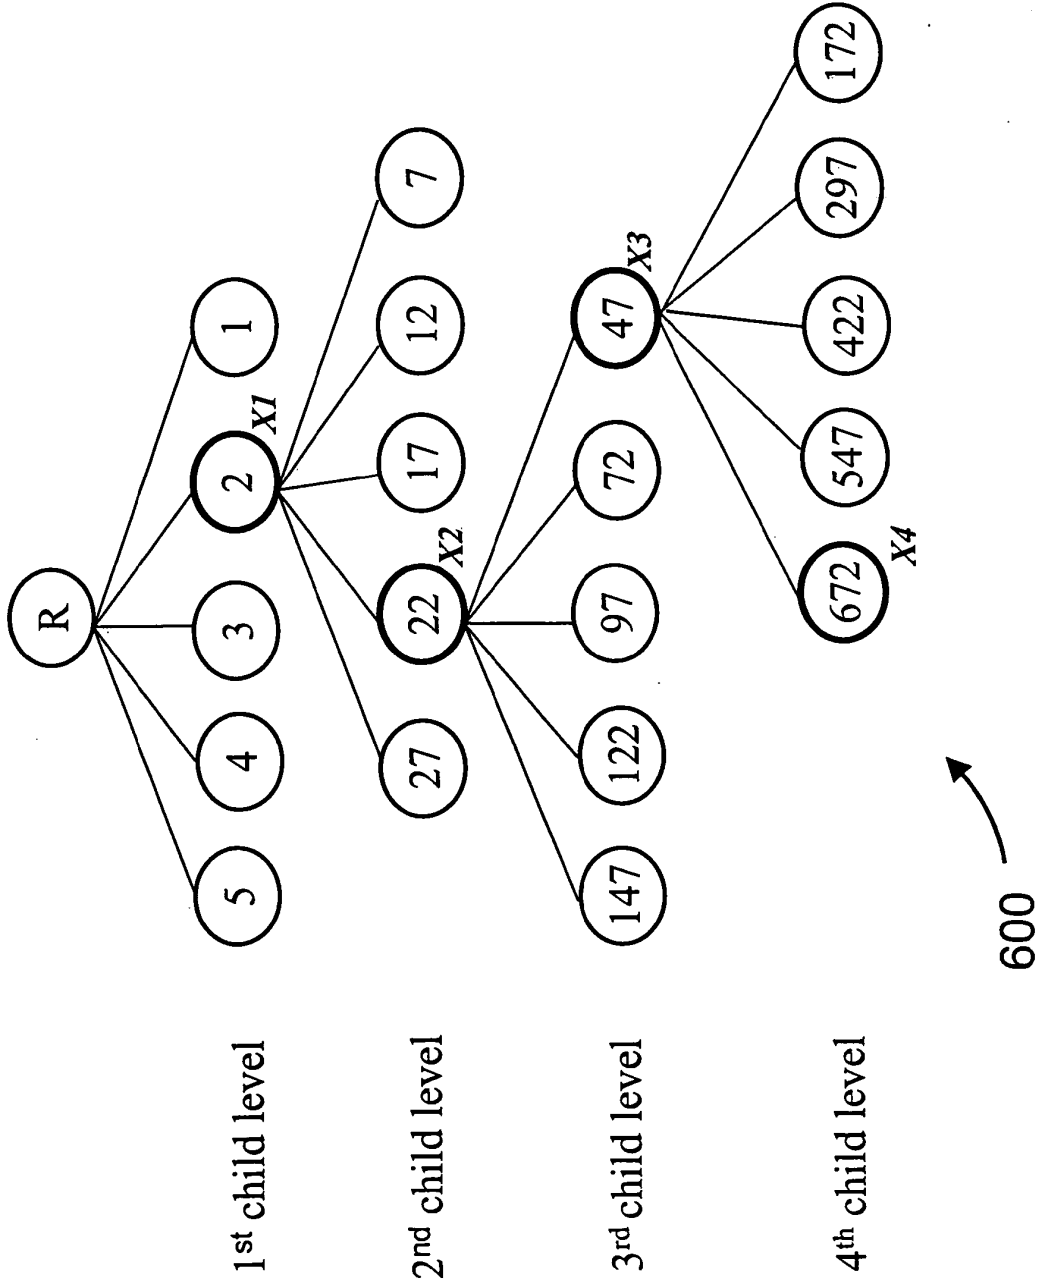 R
1st child level 5 4 3 2 1
X1
2nd child level 27 22 17 12 7
X2
3rd child level 147 122 97 72 47
X3
4th child level 672 547 422 297 172
X4
600